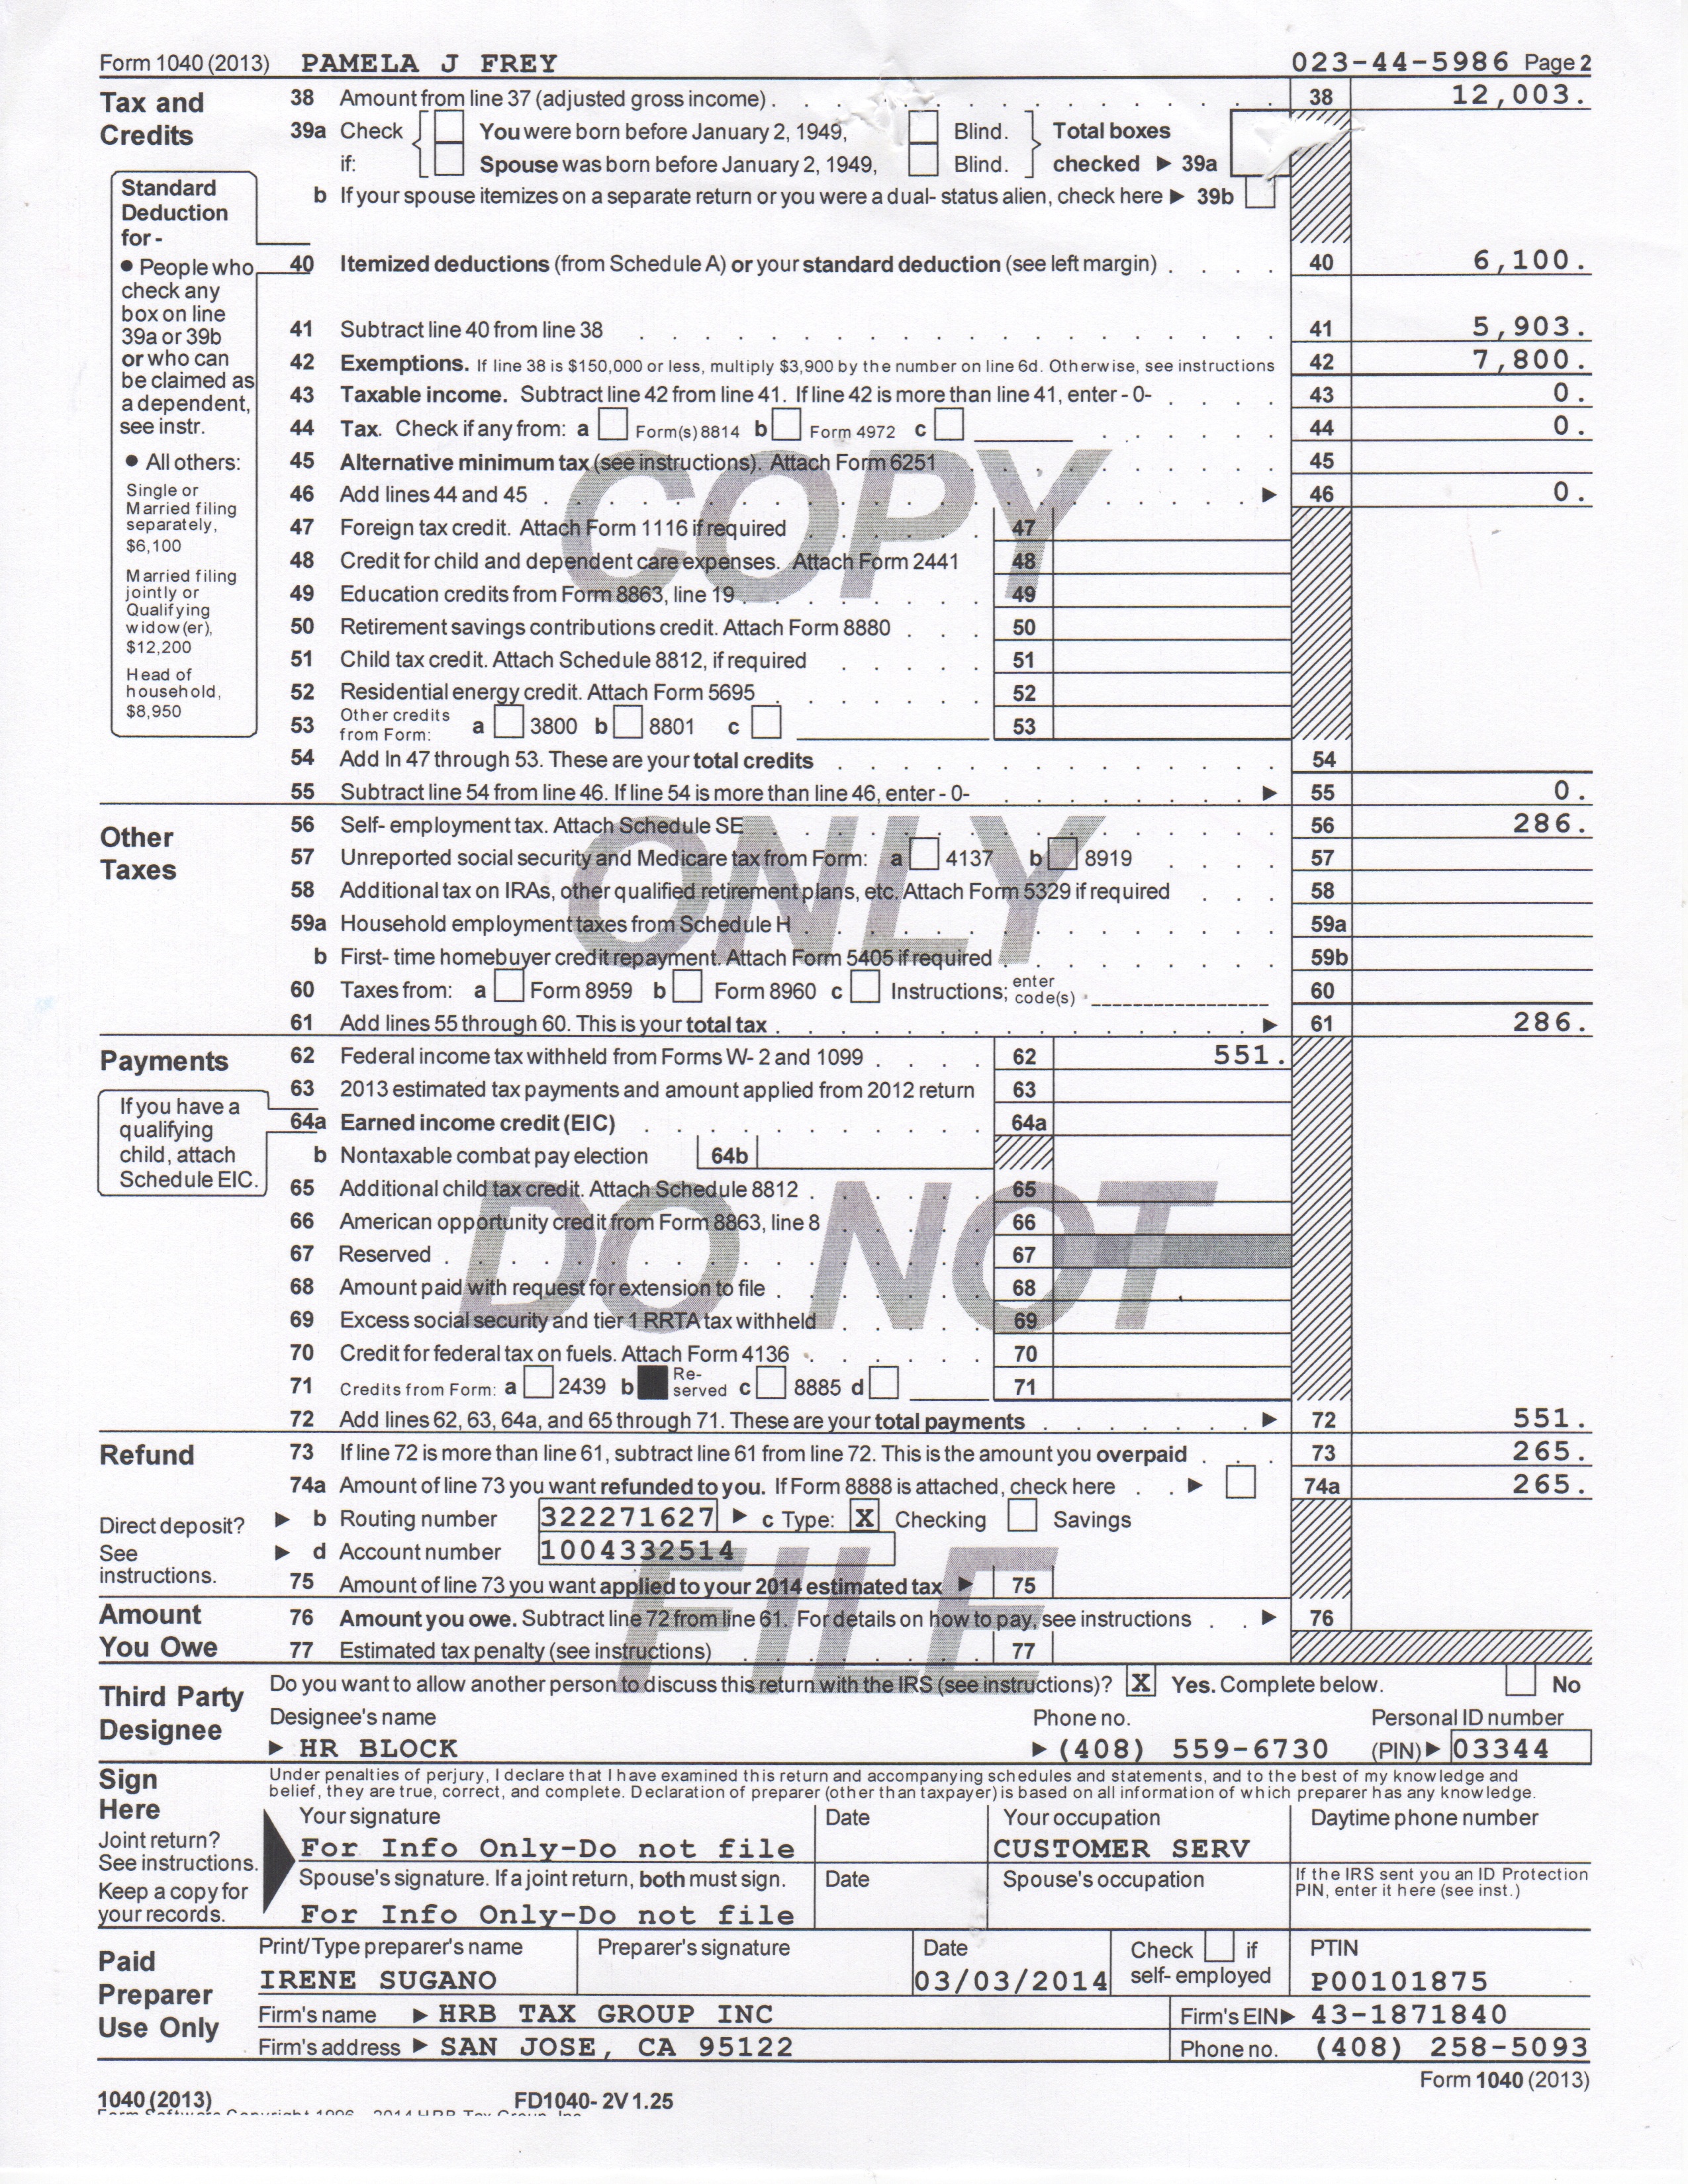 Form 1040 (2013) PAMELA J FREY 023-44-5986 Page 2
Tax and Credits
38 Amount from line 37 (adjusted gross income) 38 12,003.
39a Check if: You were born before January 2, 1949, Blind. Total boxes
Spouse was born before January 2, 1949, Blind. checked ▶ 39a
b If your spouse itemizes on a separate return or you were a dual- status alien, check here ▶ 39b
Standard Deduction for -
• People who check any box on line 39a or 39b or who can be claimed as a dependent, see instr.
• All others:
Single or Married filing separately, $6,100
Married filing jointly or Qualifying widow(er), $12,200
Head of household, $8,950
40 Itemized deductions (from Schedule A) or your standard deduction (see left margin) 40 6,100.
41 Subtract line 40 from line 38 41 5,903.
42 Exemptions. If line 38 is $150,000 or less, multiply $3,900 by the number on line 6d. Otherwise, see instructions 42 7,800.
43 Taxable income. Subtract line 42 from line 41. If line 42 is more than line 41, enter - 0- 43 0.
44 Tax. Check if any from: a Form(s) 8814 b Form 4972 c 44 0.
45 Alternative minimum tax (see instructions). Attach Form 6251 45
46 Add lines 44 and 45 ▶ 46 0.
47 Foreign tax credit. Attach Form 1116 if required 47
48 Credit for child and dependent care expenses. Attach Form 2441 48
49 Education credits from Form 8863, line 19 49
50 Retirement savings contributions credit. Attach Form 8880 50
51 Child tax credit. Attach Schedule 8812, if required 51
52 Residential energy credit. Attach Form 5695 52
53 Other credits from Form: a 3800 b 8801 c 53
54 Add ln 47 through 53. These are your total credits 54
55 Subtract line 54 from line 46. If line 54 is more than line 46, enter - 0- ▶ 55 0.
Other Taxes
56 Self- employment tax. Attach Schedule SE 56 286.
57 Unreported social security and Medicare tax from Form: a 4137 b 8919 57
58 Additional tax on IRAs, other qualified retirement plans, etc. Attach Form 5329 if required 58
59a Household employment taxes from Schedule H 59a
b First- time homebuyer credit repayment. Attach Form 5405 if required 59b
60 Taxes from: a Form 8959 b Form 8960 c Instructions; enter code(s) 60
61 Add lines 55 through 60. This is your total tax ▶ 61 286.
Payments
If you have a qualifying child, attach Schedule EIC.
62 Federal income tax withheld from Forms W- 2 and 1099 62 551.
63 2013 estimated tax payments and amount applied from 2012 return 63
64a Earned income credit (EIC) 64a
b Nontaxable combat pay election 64b
65 Additional child tax credit. Attach Schedule 8812 65
66 American opportunity credit from Form 8863, line 8 66
67 Reserved 67
68 Amount paid with request for extension to file 68
69 Excess social security and tier 1 RRTA tax withheld 69
70 Credit for federal tax on fuels. Attach Form 4136 70
71 Credits from Form: a 2439 b Re-served c 8885 d 71
72 Add lines 62, 63, 64a, and 65 through 71. These are your total payments ▶ 72 551.
Refund
73 If line 72 is more than line 61, subtract line 61 from line 72. This is the amount you overpaid 73 265.
74a Amount of line 73 you want refunded to you. If Form 8888 is attached, check here ▶ 74a 265.
Direct deposit? See instructions.
▶ b Routing number 322271627 ▶ c Type: X Checking Savings
▶ d Account number 1004332514
75 Amount of line 73 you want applied to your 2014 estimated tax ▶ 75
Amount You Owe
76 Amount you owe. Subtract line 72 from line 61. For details on how to pay, see instructions ▶ 76
77 Estimated tax penalty (see instructions) 77
COPY
ONLY
DO NOT
FILE
Third Party Designee
Do you want to allow another person to discuss this return with the IRS (see instructions)? X Yes. Complete below. No
Designee's name Phone no. Personal ID number
▶ HR BLOCK ▶ (408) 559-6730 (PIN) ▶ 03344
Sign Here
Under penalties of perjury, I declare that I have examined this return and accompanying schedules and statements, and to the best of my knowledge and
belief, they are true, correct, and complete. Declaration of preparer (other than taxpayer) is based on all information of which preparer has any knowledge.
Joint return? See instructions. Keep a copy for your records.
Your signature Date Your occupation Daytime phone number
For Info Only-Do not file CUSTOMER SERV
Spouse's signature. If a joint return, both must sign. Date Spouse's occupation If the IRS sent you an ID Protection PIN, enter it here (see inst.)
For Info Only-Do not file
Paid Preparer Use Only
Print/Type preparer's name Preparer's signature Date Check if self- employed PTIN
IRENE SUGANO 03/03/2014 P00101875
Firm's name ▶ HRB TAX GROUP INC Firm's EIN ▶ 43-1871840
Firm's address ▶ SAN JOSE, CA 95122 Phone no. (408) 258-5093
Form 1040 (2013)
1040 (2013) FD1040- 2V 1.25
Form Software Copyright 1996 - 2014 HRB Tax Group, Inc.